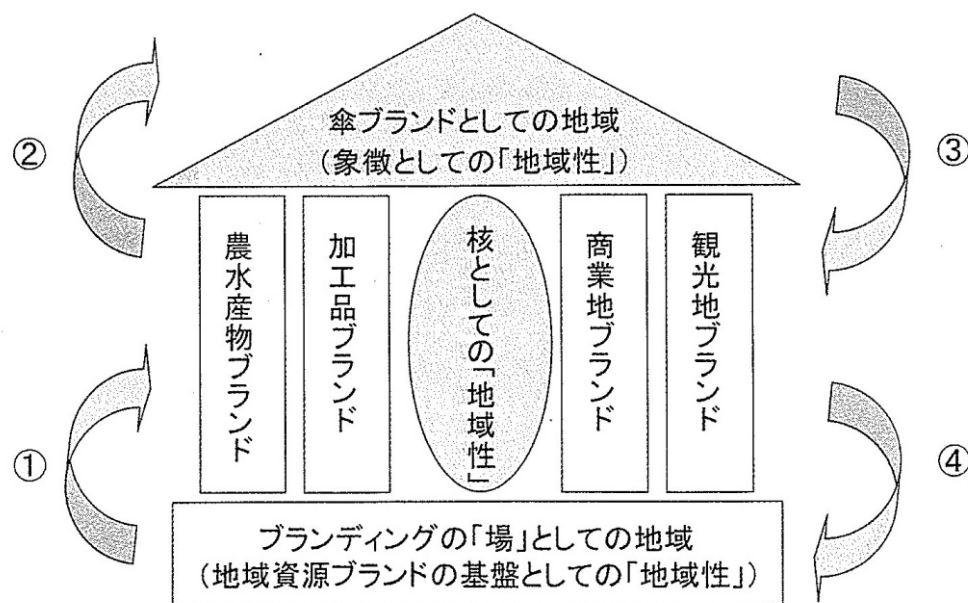 傘ブランドとしての地域
(象徴としての「地域性」)
②
③
農水産物ブランド
加工品ブランド
核としての「地域性」
商業地ブランド
観光地ブランド
①
④
ブランディングの「場」としての地域
(地域資源ブランドの基盤としての「地域性」)